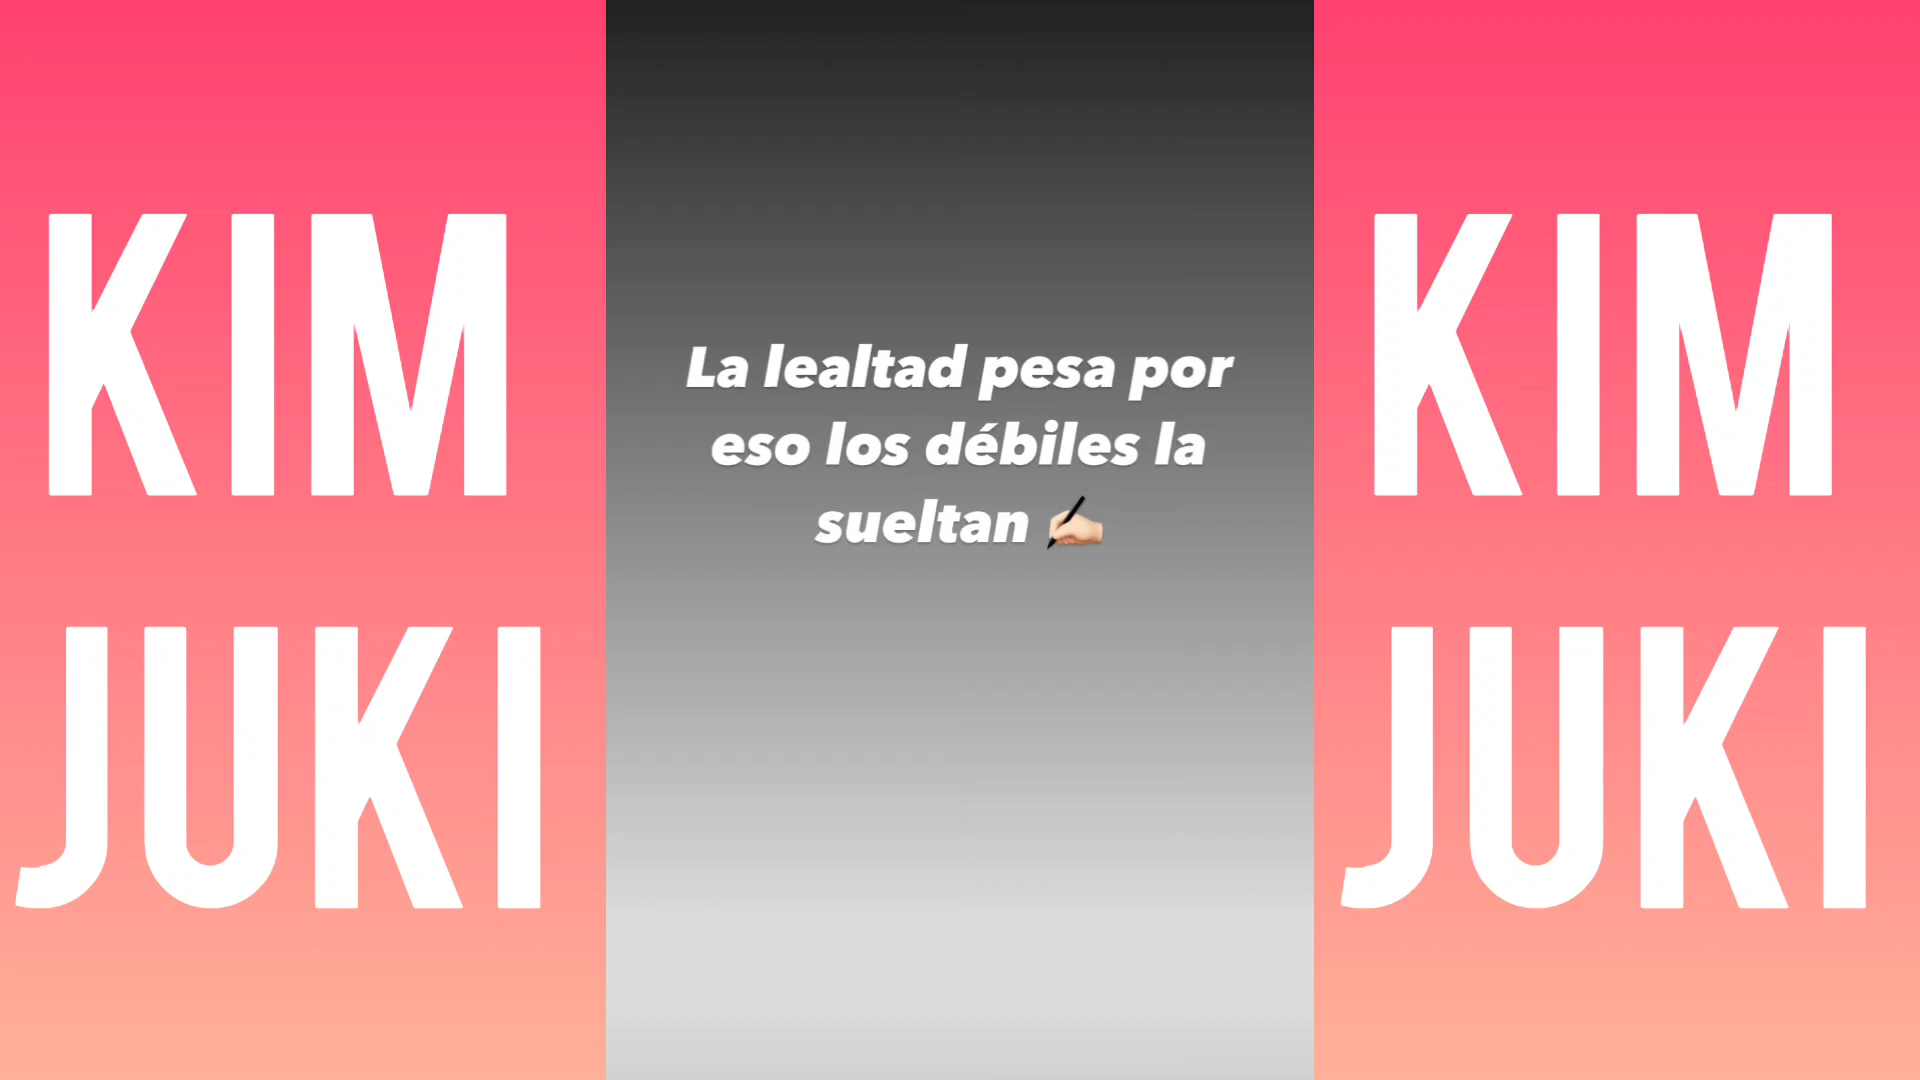 KIM
JUKI
La lealtad pesa por
eso los débiles la
sueltan ✍🏻
KIM
JUKI